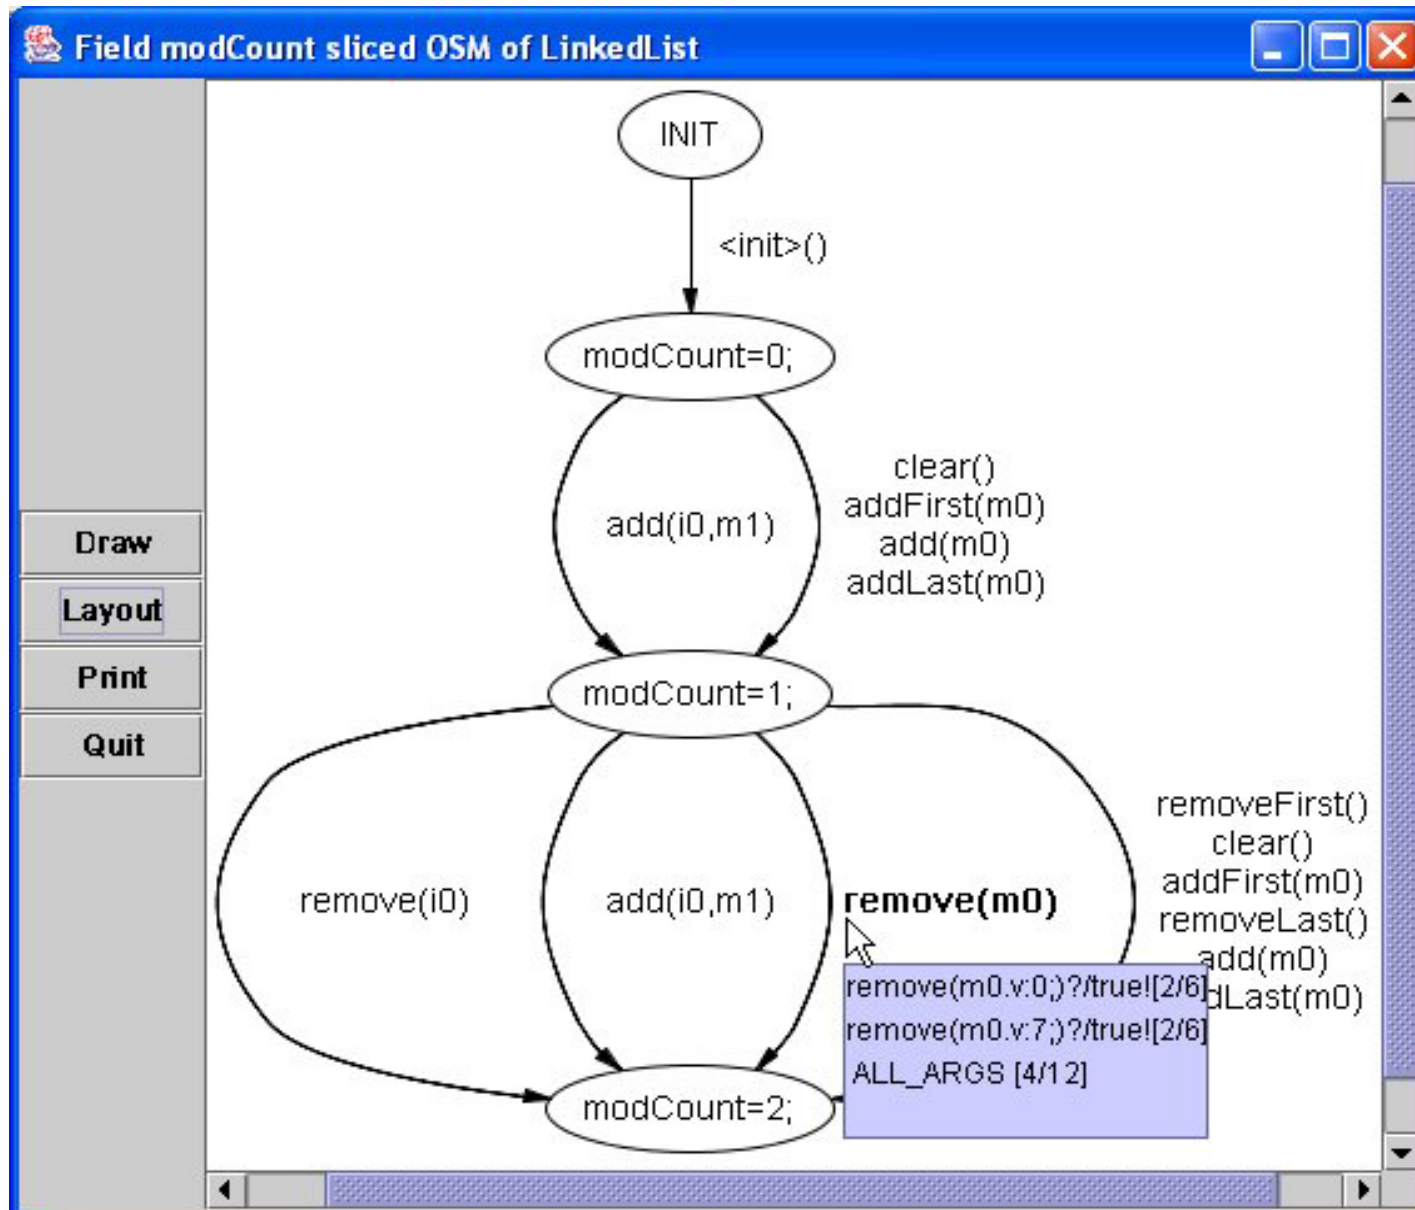 Field modCount sliced OSM of LinkedList
INIT
<init>()
modCount=0;
add(i0,m1)
clear()
addFirst(m0)
add(m0)
addLast(m0)
Draw
Layout
Print
Quit
modCount=1;
remove(i0)
add(i0,m1)
remove(m0)
removeFirst()
clear()
addFirst(m0)
removeLast()
add(m0)
dLast(m0)
remove(m0.v:0;)?/true![2/6]
remove(m0.v:7;)?/true![2/6]
ALL_ARGS [4/12]
modCount=2;